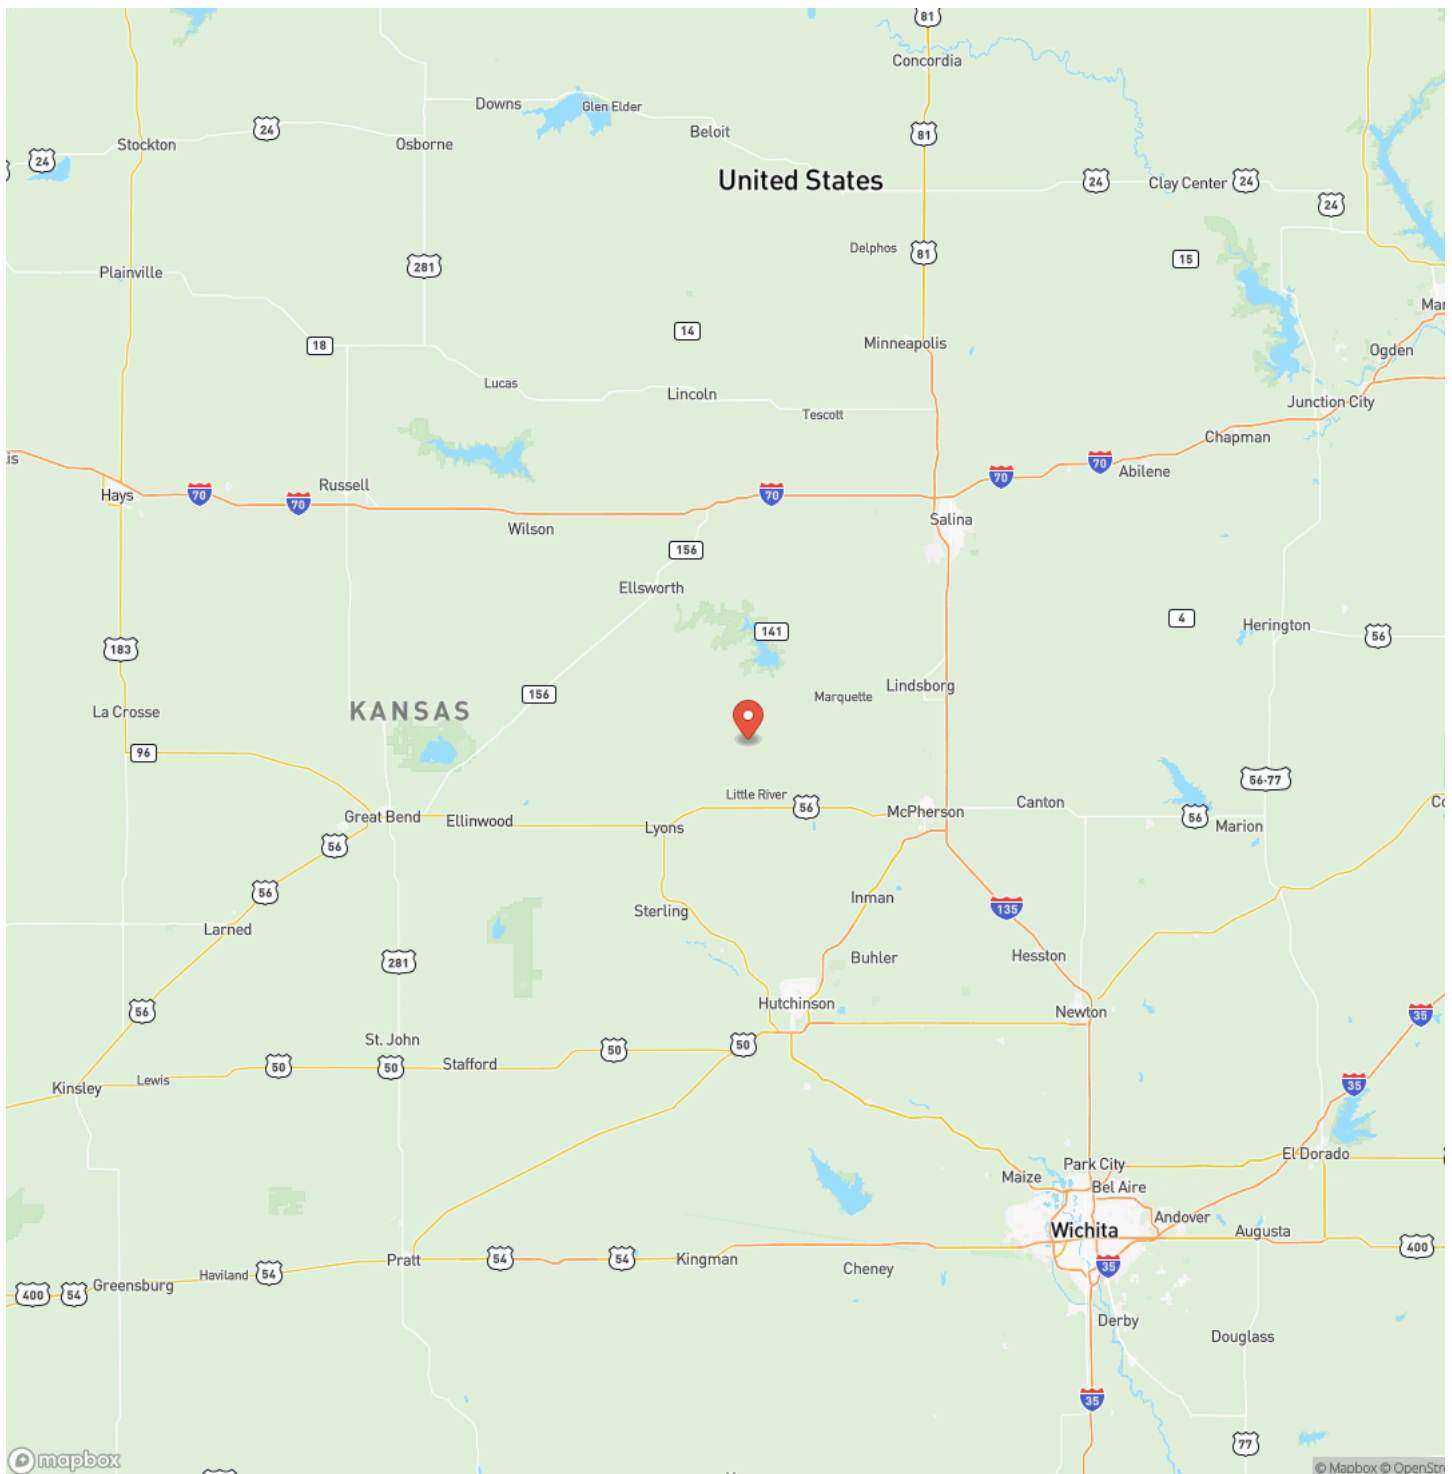 81
Concordia
Downs
Glen Elder
Beloit
24
Stockton
Osborne
81
24
United States
24
Clay Center
24
24
Delphos
81
15
Plainville
281
14
18
Minneapolis
Ogden
Lucas
Lincoln
Tescott
Junction City
Chapman
70
Abilene
70
Hays
70
70
Russell
70
Wilson
Salina
156
Ellsworth
141
4
Herington
56
183
156
Marquette
Lindsborg
La Crosse
KANSAS
96
Little River
56
McPherson
Canton
56-77
Great Bend
Ellinwood
Lyons
56
Marion
56
56
Inman
135
Sterling
Larned
281
Buhler
Hesston
56
Hutchinson
Newton
35
St. John
50
50
50
Stafford
50
Kinsley
Lewis
35
Park City
El Dorado
Maize
Bel Aire
Andover
Wichita
Augusta
400
Pratt
54
54
Kingman
Cheney
35
Haviland
54
Greensburg
400
54
Derby
Douglass
35
77
mapbox
© Mapbox © OpenStre